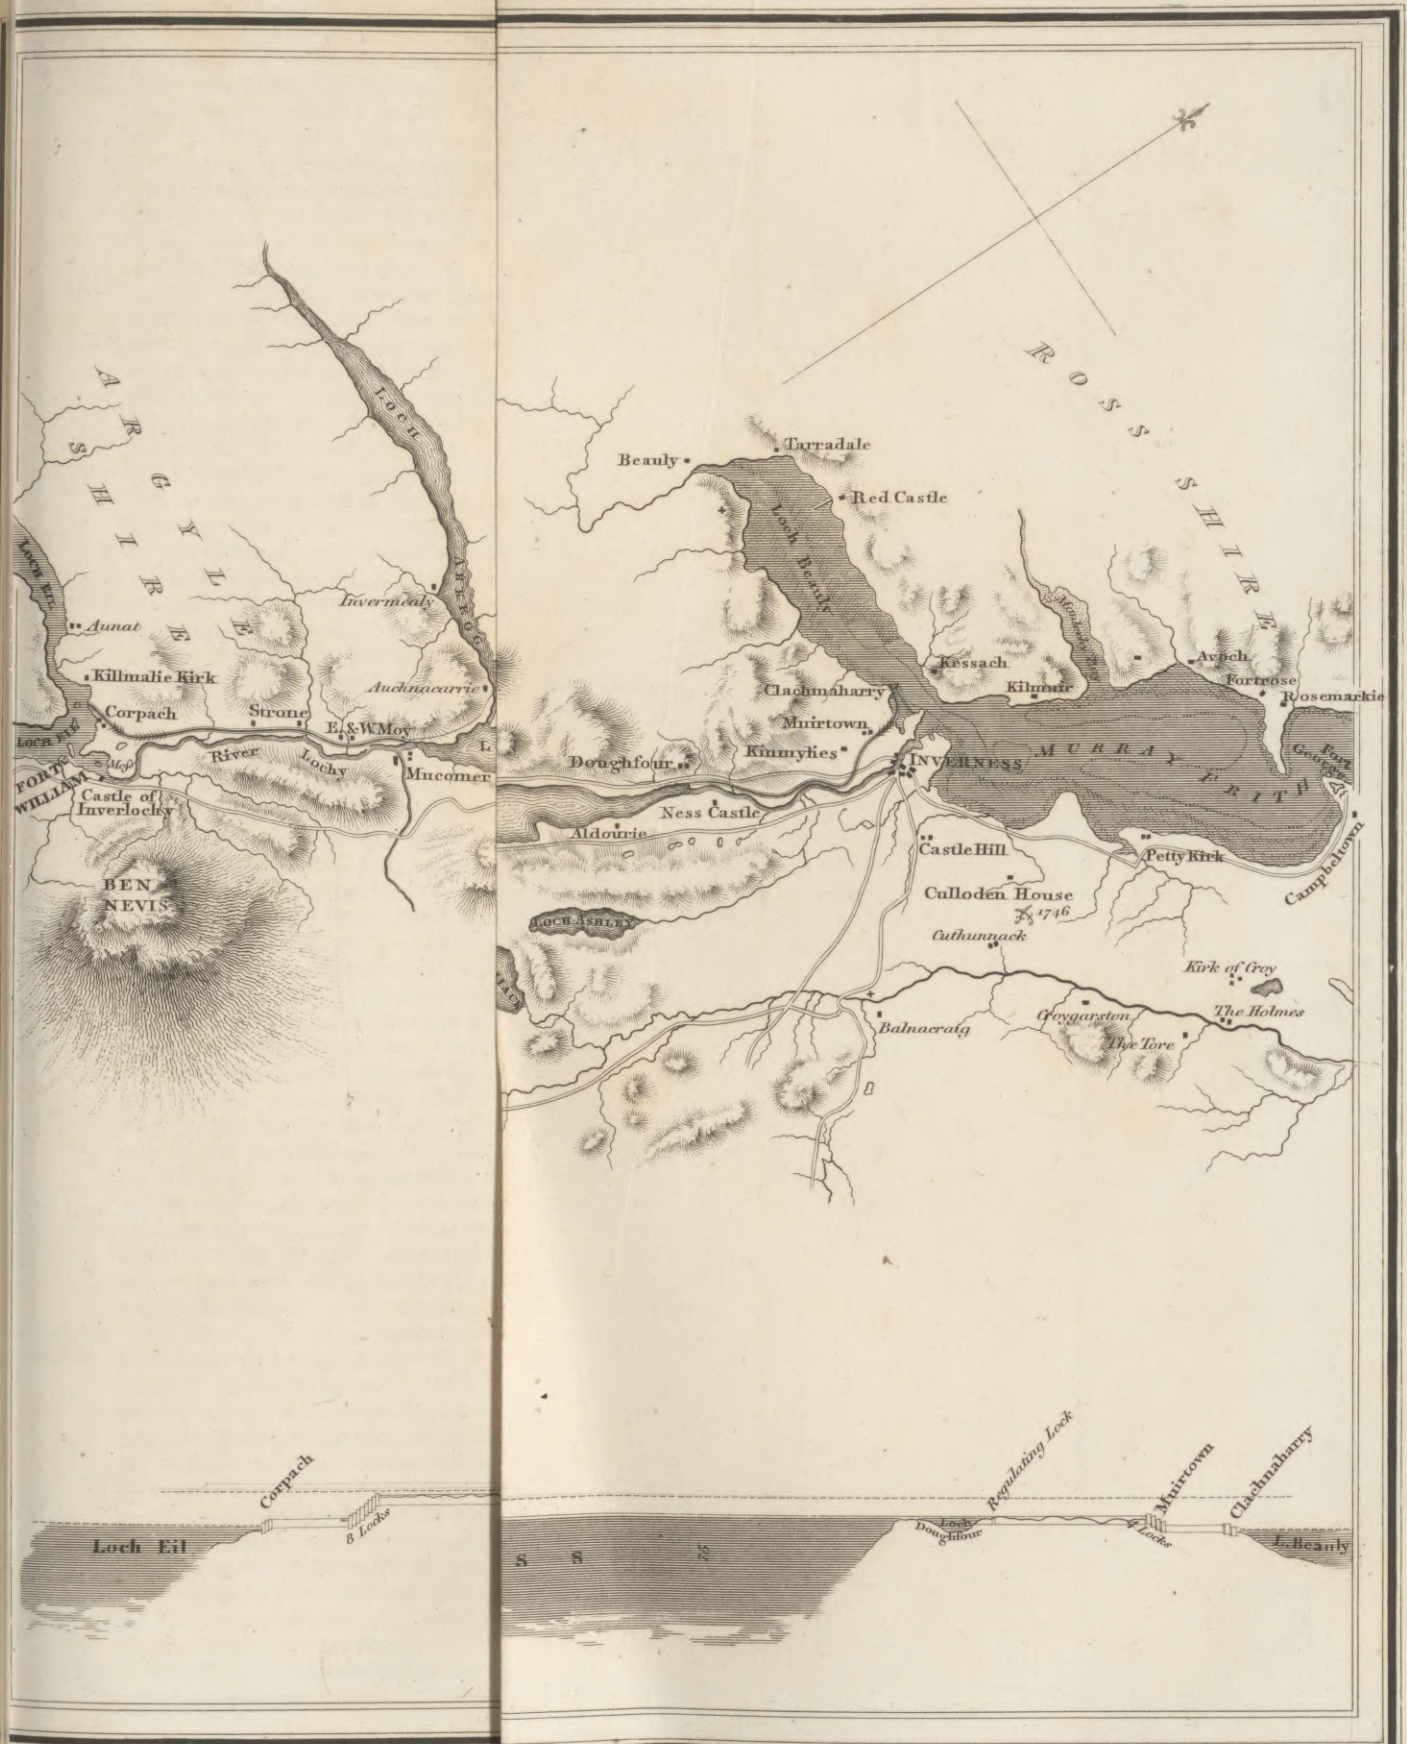 ARGYLE
SHIRE
ROSS SHIRE
LOCH
ARKEG
Tarradale
Beauly
Red Castle
Loch Beauly
Loch Eil
Invermealy
Aunat
Killmalie Kirk
Auchnacarrie
Kessach
Kilmuir
Avoch
Fortrose
Rosemarkie
Clachnaharry
Corpach
Strone
E. & W. Moy
Muirtown
Kinmylies
LOCH EIL
River Lochy
L
Mucomer
Doughfour
INVERNESS
MURRAY FRITH
Fort
George
FORT
WILLIAM
Moss
Castle of
Inverlochy
Ness Castle
Aldourie
Castle Hill
Petty Kirk
Campbeltown
BEN
NEVIS
Culloden House
1746
LOCH ASHLEY
Cuthunnack
Kirk of Croy
Croygarston
The Holmes
Balnacraig
The Tore
Corpach
Regulating Lock
Muirtown
Clachnaharry
8 Locks
4 Locks
Loch Eil
S S
Loch
Doughfour
L. Beauly